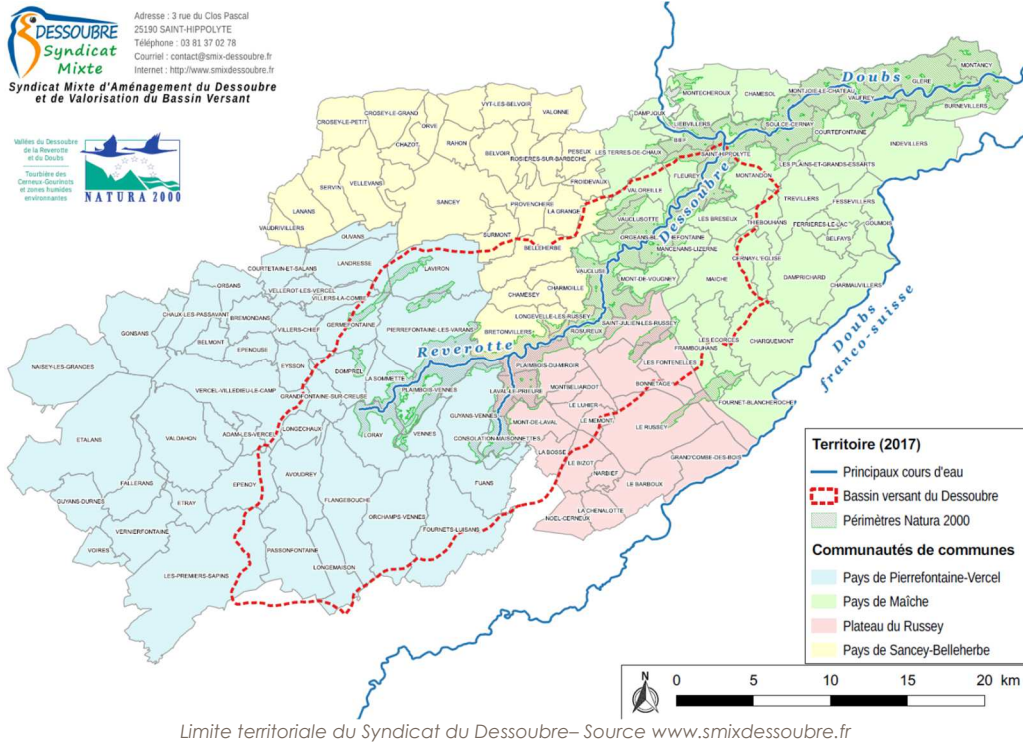 DESSOUBRE
Syndicat
Mixte
Adresse : 3 rue du Clos Pascal
25190 SAINT-HIPPOLYTE
Téléphone : 03 81 37 02 78
Courriel : contact@smix-dessoubre.fr
Internet : http://www.smixdessoubre.fr
Syndicat Mixte d'Aménagement du Dessoubre
et de Valorisation du Bassin Versant
Vallées du Dessoubre
de la Reverotte
et du Doubs
Tourbière des
Cerneux-Gourinots
et zones humides
environnantes
NATURA 2000
Doubs
MONTANCY
GLERE
MONTJOIE-LE-CHATEAU
VAUFREY
BURNEVILLERS
MONTECHEROUX
CHAMESOL
DAMPJOUX
LIEBVILLERS
BIEF
SOULCE-CERNAY
COURTEFONTAINE
INDEVILLERS
CROSEY-LE-GRAND
CROSEY-LE-PETIT
VYT-LES-BELVOIR
VALONNE
ORVE
CHAZOT
RAHON
BELVOIR
PESEUX
ROSIERES-SUR-BARBECHE
LES TERRES-DE-CHAUX
SAINT-HIPPOLYTE
LES PLAINS-ET-GRANDS-ESSARTS
FROIDEVAUX
FLEUREY
MONTANDON
VALOREILLE
SERVIN
VELLEVANS
SANCEY
PROVENCHERE
LA GRANGE
LANANS
VAUDRIVILLERS
SURMONT
BELLEHERBE
VAUCLUSOTTE
LES BRESEUX
TREVILLERS
FESSEVILLERS
THIEBOUHANS
FERRIERES-LE-LAC
GOUMOIS
BELFAYS
Dessoubre
MANCENANS-LIZERNE
CERNAY-L'EGLISE
OUVANS
LANDRESSE
LAVIRON
COURTETAIN-ET-SALANS
VELLEROT-LES-VERCEL
VILLERS-LA-COMBE
VAUCLUSE
MONT-DE-VOUGNEY
MAICHE
DAMPRICHARD
CHARMAUVILLERS
CHARMOILLE
CHAMESEY
ORSANS
CHAUX-LES-PASSAVANT
BREMONDANS
GERMEFONTAINE
PIERREFONTAINE-LES-VARANS
LONGEVELLE-LES-RUSSEY
BRETONVILLERS
ROSUREUX
SAINT-JULIEN-LES-RUSSEY
LES ECORCES
FRAMBOUHANS
CHARQUEMONT
Doubs
franco-suisse
GONSANS
BELMONT
EPENOUSE
VILLERS-CHIEF
EYSSON
Reverotte
NAISEY-LES-GRANGES
DOMPREL
LA SOMMETTE
PLAIMBOIS-VENNES
PLAIMBOIS-DU-MIROIR
LAVAL-LE-PRIEURE
MONTBELIARDOT
LES FONTENELLES
BONNETAGE
VERCEL-VILLEDIEU-LE-CAMP
GRANDFONTAINE-SUR-CREUSE
FOURNET-BLANCHEROCHE
LE LUHIER
GUYANS-VENNES
MONT-DE-LAVAL
LE MEMONT
LE RUSSEY
ETALANS
VALDAHON
ADAM-LES-VERCEL
LONGECHAUX
LORAY
VENNES
CONSOLATION-MAISONNETTES
LA BOSSE
LE BIZOT
GRAND'COMBE-DES-BOIS
NARBIEF
LE BARBOUX
FALLERANS
EPENOY
AVOUDREY
FUANS
FLANGEBOUCHE
GUYANS-DURNES
ETRAY
LA CHENALOTTE
NOEL-CERNEUX
ORCHAMPS-VENNES
FOURNETS-LUISANS
VERNIERFONTAINE
VOIRES
PASSONFONTAINE
LES-PREMIERS-SAPINS
LONGEMAISON
Territoire (2017)
Principaux cours d'eau
Bassin versant du Dessoubre
Périmètres Natura 2000
Communautés de communes
Pays de Pierrefontaine-Vercel
Pays de Maîche
Plateau du Russey
Pays de Sancey-Belleherbe
N
0 5 10 15 20 km
Limite territoriale du Syndicat du Dessoubre– Source www.smixdessoubre.fr